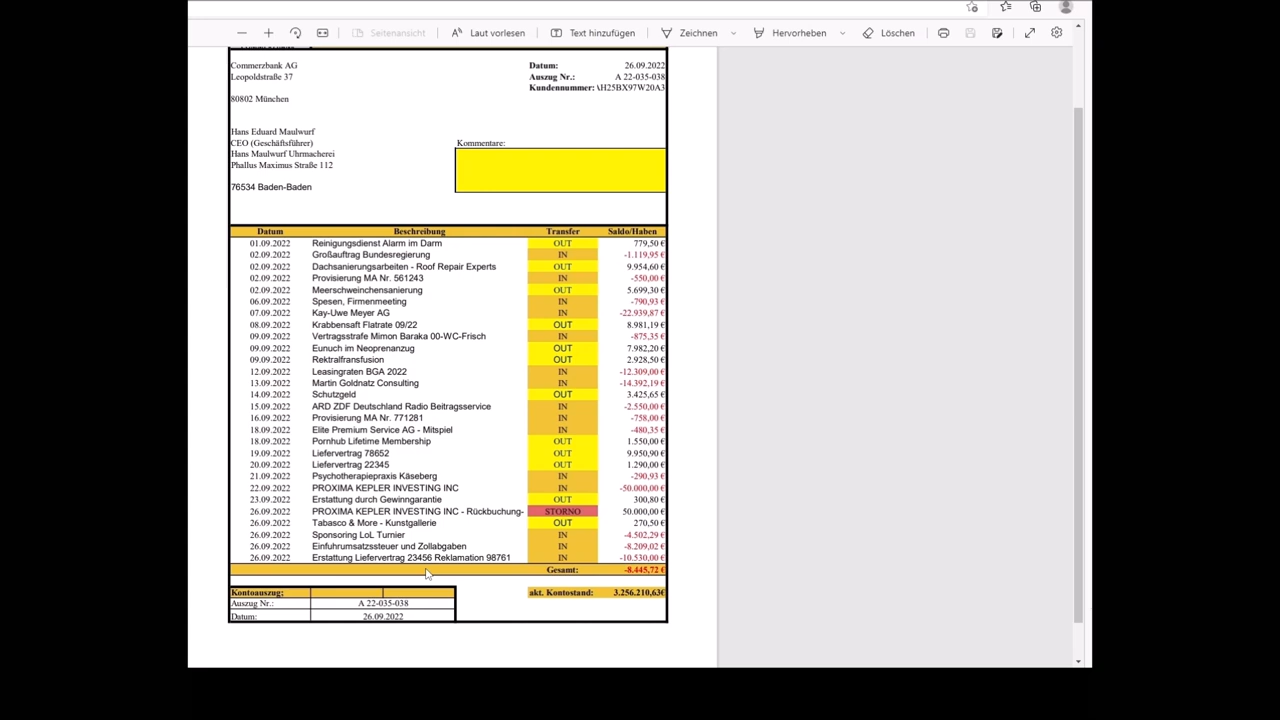 Seitenansicht Laut vorlesen Text hinzufügen Zeichnen Hervorheben Löschen
Commerzbank AG
Leopoldstraße 37
80802 München
Datum: 26.09.2022
Auszug Nr.: A 22-035-038
Kundennummer: \H25BX97W20A3
Hans Eduard Maulwurf
CEO (Geschäftsführer)
Hans Maulwurf Uhrmacherei
Phallus Maximus Straße 112
76534 Baden-Baden
Kommentare:
Datum Beschreibung Transfer Saldo/Haben
01.09.2022 Reinigungsdienst Alarm im Darm OUT 779,50 €
02.09.2022 Großauftrag Bundesregierung IN -1.119,95 €
02.09.2022 Dachsanierungsarbeiten - Roof Repair Experts OUT 9.954,60 €
02.09.2022 Provisierung MA Nr. 561243 IN -550,00 €
02.09.2022 Meerschweinchensanierung OUT 5.699,30 €
06.09.2022 Spesen, Firmenmeeting IN -790,93 €
07.09.2022 Kay-Uwe Meyer AG IN -22.939,87 €
08.09.2022 Krabbensaft Flatrate 09/22 OUT 8.981,19 €
09.09.2022 Vertragsstrafe Mimon Baraka 00-WC-Frisch IN -875,35 €
09.09.2022 Eunuch im Neoprenanzug OUT 7.982,20 €
09.09.2022 Rektralfransfusion OUT 2.928,50 €
12.09.2022 Leasingraten BGA 2022 IN -12.309,00 €
13.09.2022 Martin Goldnatz Consulting IN -14.392,19 €
14.09.2022 Schutzgeld OUT 3.425,65 €
15.09.2022 ARD ZDF Deutschland Radio Beitragsservice IN -2.550,00 €
16.09.2022 Provisierung MA Nr. 771281 IN -758,00 €
18.09.2022 Elite Premium Service AG - Mitspiel IN -480,35 €
18.09.2022 Pornhub Lifetime Membership OUT 1.550,00 €
19.09.2022 Liefervertrag 78652 OUT 9.950,90 €
20.09.2022 Liefervertrag 22345 OUT 1.290,00 €
21.09.2022 Psychotherapiepraxis Käseberg IN -290,93 €
22.09.2022 PROXIMA KEPLER INVESTING INC IN -50.000,00 €
23.09.2022 Erstattung durch Gewinngarantie OUT 300,80 €
26.09.2022 PROXIMA KEPLER INVESTING INC - Rückbuchung- STORNO 50.000,00 €
26.09.2022 Tabasco & More - Kunstgallerie OUT 270,50 €
26.09.2022 Sponsoring LoL Turnier IN -4.502,29 €
26.09.2022 Einfuhrumsatzssteuer und Zollabgaben IN -8.209,02 €
26.09.2022 Erstattung Liefervertrag 23456 Reklamation 98761 IN -10.530,00 €
Gesamt: -8.445,72 €
Kontoauszug:
akt. Kontostand: 3.256.210,63€
Auszug Nr.: A 22-035-038
Datum: 26.09.2022